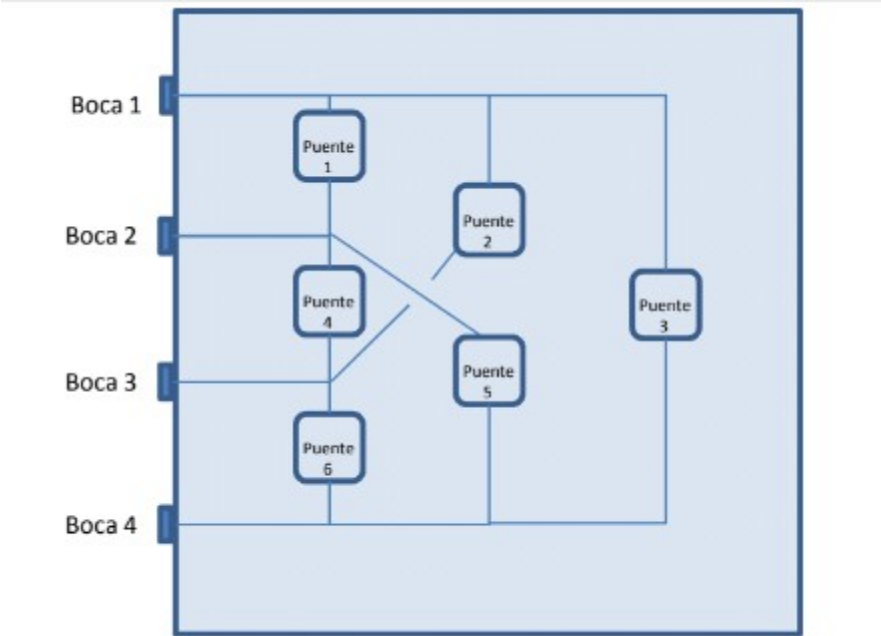 Boca 1
Puente
1
Boca 2
Puente
2
Puente
4
Puente
3
Boca 3
Puente
5
Puente
6
Boca 4